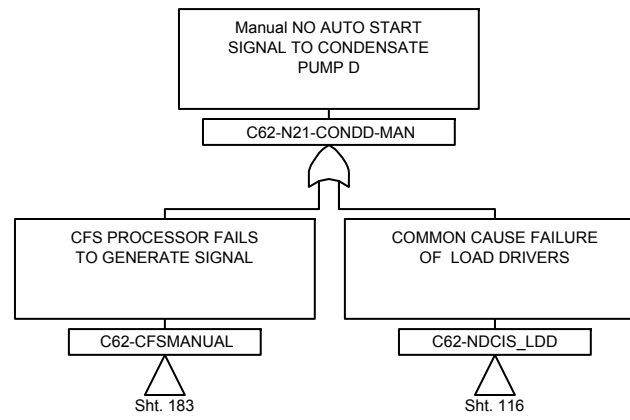 Manual NO AUTO START
SIGNAL TO CONDENSATE
PUMP D
C62-N21-CONDD-MAN
CFS PROCESSOR FAILS
TO GENERATE SIGNAL
COMMON CAUSE FAILURE
OF LOAD DRIVERS
C62-CFSMANUAL
C62-NDCIS_LDD
Sht. 183
Sht. 116